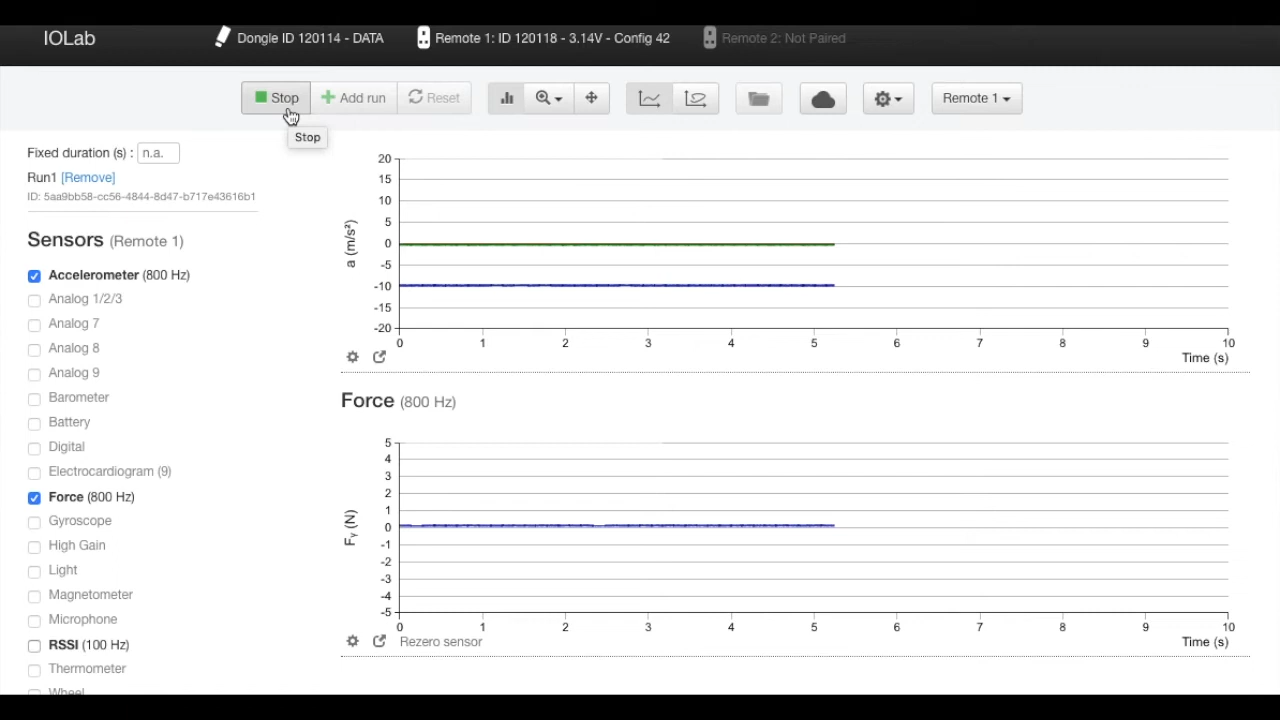 IOLab
Dongle ID 120114 - DATA
Remote 1: ID 120118 - 3.14V - Config 42
Remote 2: Not Paired
Stop
Add run
Reset
Remote 1
Stop
Fixed duration (s) : n.a.
Run1 [Remove]
ID: 5aa9bb58-cc56-4844-8d47-b717e43616b1
Sensors (Remote 1)
Accelerometer (800 Hz)
Analog 1/2/3
Analog 7
Analog 8
Analog 9
Barometer
Battery
Digital
Electrocardiogram (9)
Force (800 Hz)
Gyroscope
High Gain
Light
Magnetometer
Microphone
RSSI (100 Hz)
Thermometer
Wheel
a (m/s²)
20
15
10
5
0
-5
-10
-15
-20
0 1 2 3 4 5 6 7 8 9 10
Time (s)
Force (800 Hz)
Fy (N)
5
4
3
2
1
0
-1
-2
-3
-4
-5
0 1 2 3 4 5 6 7 8 9 10
Rezero sensor
Time (s)